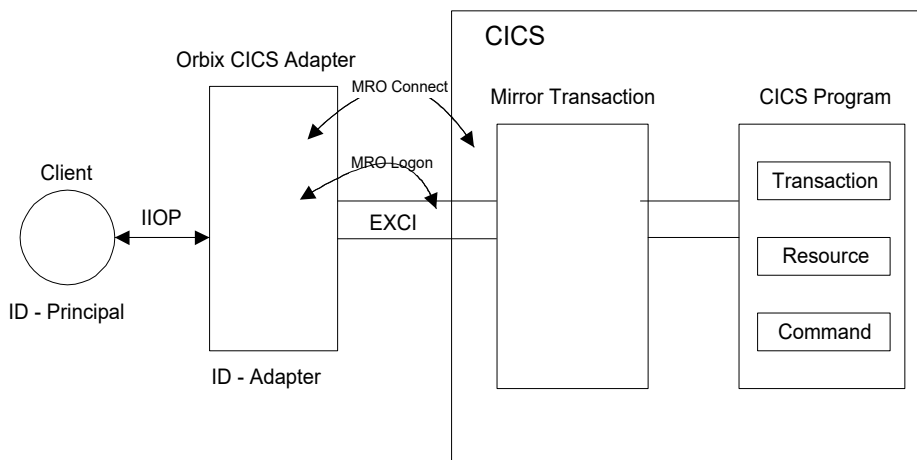 CICS
Orbix CICS Adapter
MRO Connect
Mirror Transaction
CICS Program
MRO Logon
Client
Transaction
IIOP
EXCI
Resource
ID - Principal
Command
ID - Adapter